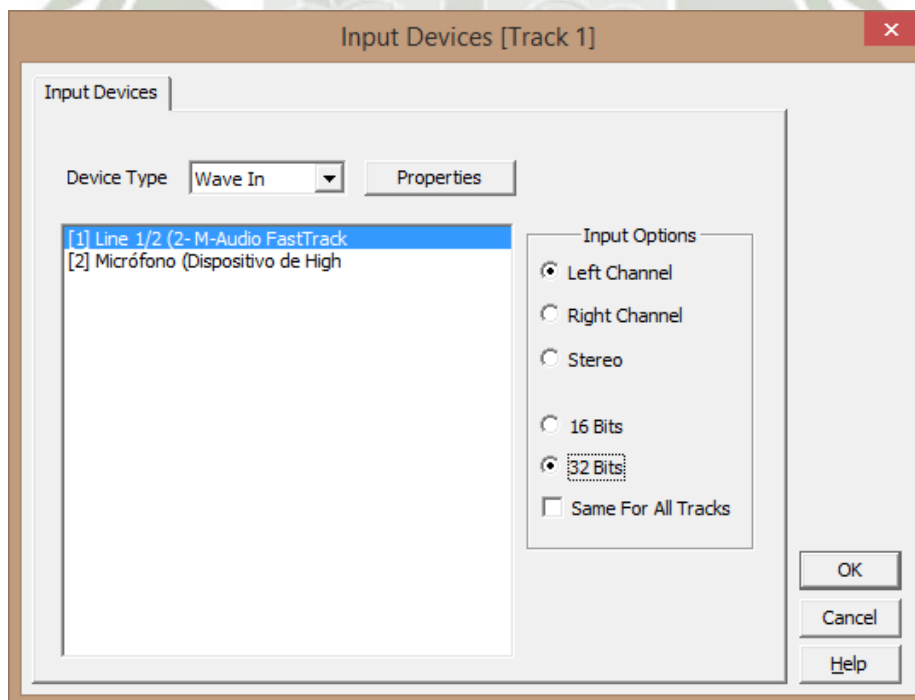 Input Devices [Track 1]
Input Devices
Device Type Wave In Properties
[1] Line 1/2 (2- M-Audio FastTrack
[2] Micrófono (Dispositivo de High
Input Options
Left Channel
Right Channel
Stereo
16 Bits
32 Bits
Same For All Tracks
OK
Cancel
Help